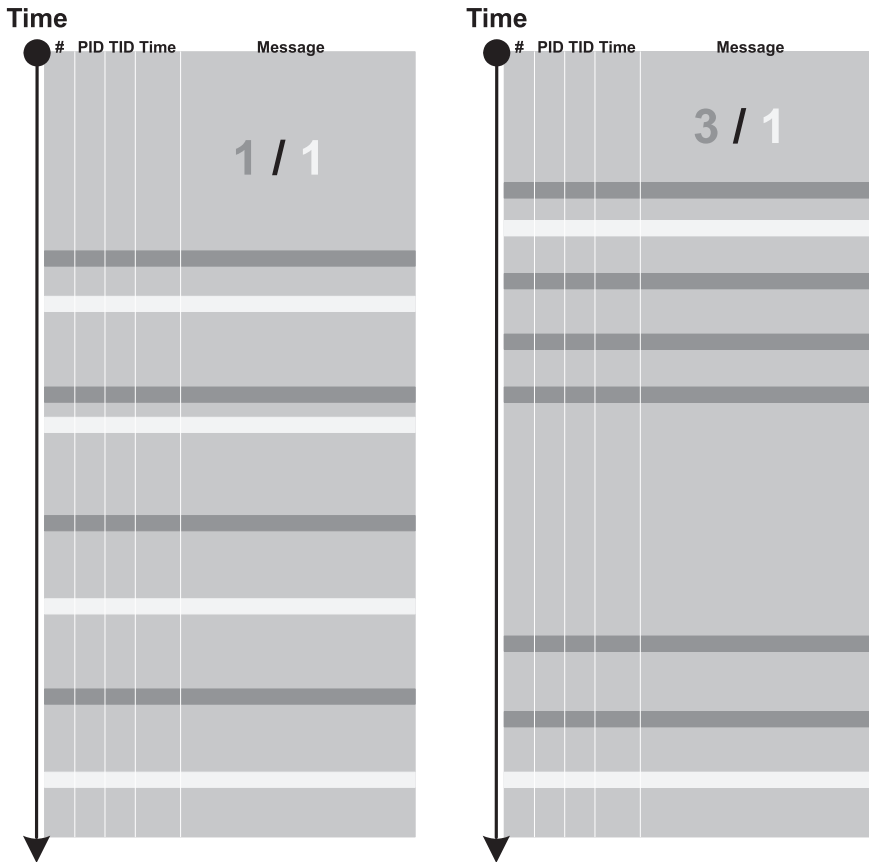 Time
# PID TID Time Message
1 / 1
Time
# PID TID Time Message
3 / 1